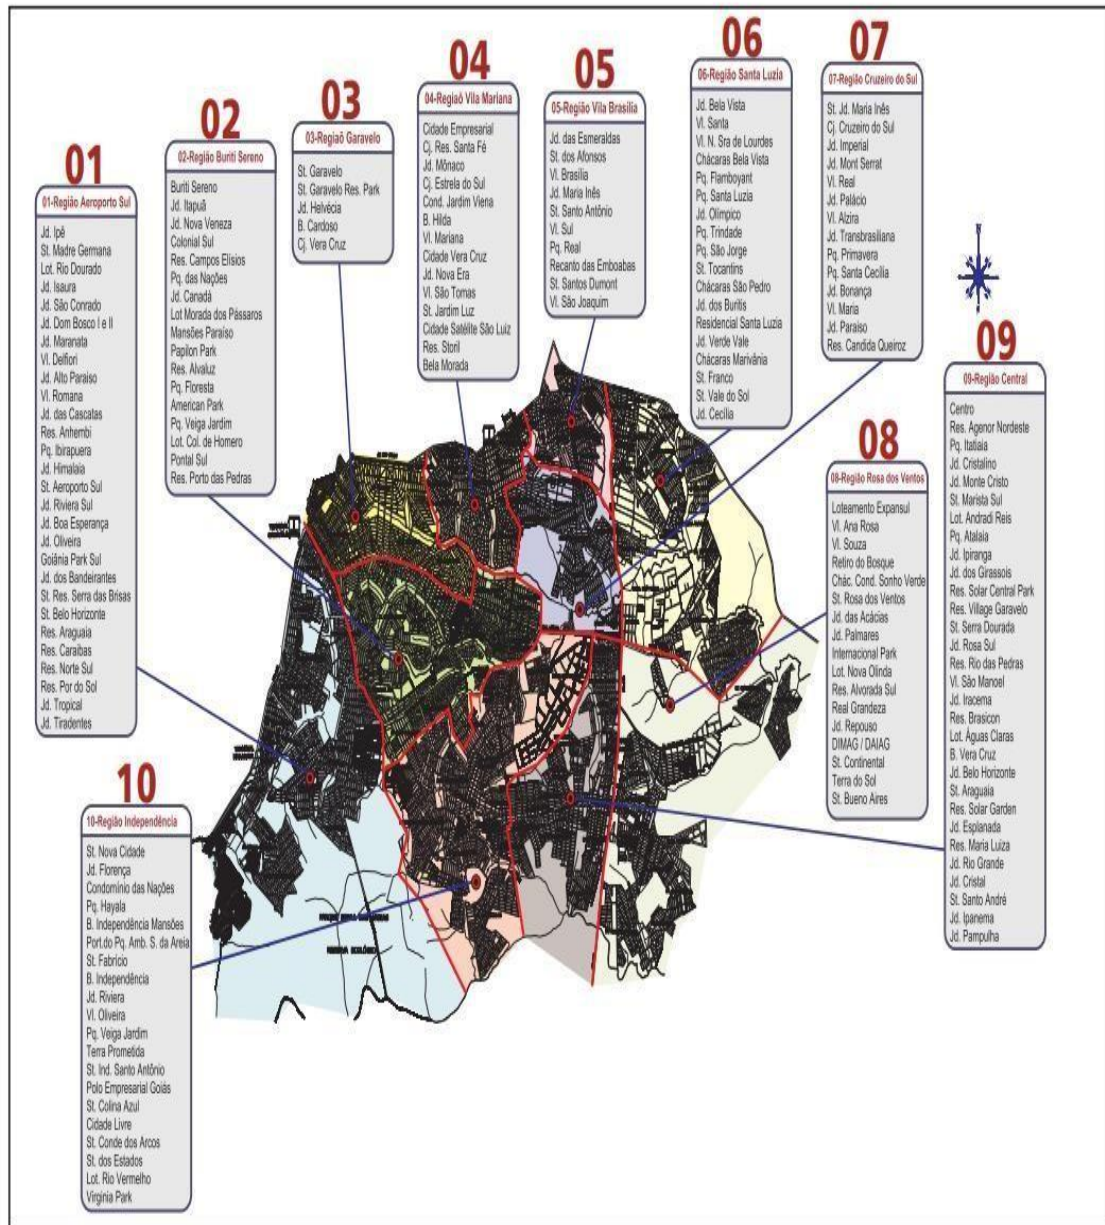 01
01-Região Aeroporto Sul
Jd. Ipê
St. Madre Germana
Lot. Rio Dourado
Jd. Isaura
Jd. São Conrado
Jd. Dom Bosco I e II
Jd. Maranata
Vl. Delfiori
Jd. Alto Paraiso
Vl. Romana
Jd. das Cascatas
Res. Anhembi
Pq. Ibirapuera
Jd. Himalaia
St. Aeroporto Sul
Jd. Riviera Sul
Jd. Boa Esperança
Jd. Oliveira
Goiânia Park Sul
Jd. dos Bandeirantes
St. Res. Serra das Brisas
St. Belo Horizonte
Res. Araguaia
Res. Caraibas
Res. Norte Sul
Res. Por do Sol
Jd. Tropical
Jd. Tiradentes
02
02-Região Buriti Sereno
Buriti Sereno
Jd. Itapuã
Jd. Nova Veneza
Colonial Sul
Res. Campos Elísios
Pq. das Nações
Jd. Canadá
Lot Morada dos Pássaros
Mansões Paraíso
Papilon Park
Res. Alvaluz
Pq. Floresta
American Park
Pq. Veiga Jardim
Lot. Col. de Homero
Pontal Sul
Res. Porto das Pedras
03
03-Regiaõ Garavelo
St. Garavelo
St. Garavelo Res. Park
Jd. Helvécia
B. Cardoso
Cj. Vera Cruz
04
04-Regiaõ Vila Mariana
Cidade Empresarial
Cj. Res. Santa Fé
Jd. Mônaco
Cj. Estrela do Sul
Cond. Jardim Viena
B. Hilda
Vl. Mariana
Cidade Vera Cruz
Jd. Nova Era
Vl. São Tomas
St. Jardim Luz
Cidade Satélite São Luiz
Res. Storil
Bela Morada
05
05-Região Vila Brasília
Jd. das Esmeraldas
St. dos Afonsos
Vl. Brasília
Jd. Maria Inês
St. Santo Antônio
Vl. Sul
Pq. Real
Recanto das Emboabas
St. Santos Dumont
Vl. São Joaquim
06
06-Região Santa Luzia
Jd. Bela Vista
Vl. Santa
Vl. N. Sra de Lourdes
Chácaras Bela Vista
Pq. Flamboyant
Pq. Santa Luzia
Jd. Olímpico
Pq. Trindade
Pq. São Jorge
St. Tocantins
Chácaras São Pedro
Jd. dos Buritis
Residencial Santa Luzia
Jd. Verde Vale
Chácaras Marivânia
St. Franco
St. Vale do Sol
Jd. Cecília
07
07-Região Cruzeiro do Sul
St. Jd. Maria Inês
Cj. Cruzeiro do Sul
Jd. Imperial
Jd. Mont Serrat
Vl. Real
Jd. Palácio
Vl. Alzira
Jd. Transbrasiliana
Pq. Primavera
Pq. Santa Cecília
Jd. Bonança
Vl. Maria
Jd. Paraiso
Res. Candida Queiroz
N
08
08-Região Rosa dos Ventos
Loteamento Expansul
Vl. Ana Rosa
Vl. Souza
Retiro do Bosque
Chác. Cond. Sonho Verde
St. Rosa dos Ventos
Jd. das Acácias
Jd. Palmares
Internacional Park
Lot. Nova Olinda
Res. Alvorada Sul
Real Grandeza
Jd. Repouso
DIMAG / DAIAG
St. Continental
Terra do Sol
St. Bueno Aires
09
09-Região Central
Centro
Res. Agenor Nordeste
Pq. Itatiaia
Jd. Cristalino
Jd. Monte Cristo
St. Marista Sul
Lot. Andradi Reis
Pq. Atalaia
Jd. Ipiranga
Jd. dos Girassois
Res. Solar Central Park
Res. Village Garavelo
St. Serra Dourada
Jd. Rosa Sul
Res. Rio das Pedras
Vl. São Manoel
Jd. Iracema
Res. Brasicon
Lot. Águas Claras
B. Vera Cruz
Jd. Belo Horizonte
St. Araguaia
Res. Solar Garden
Jd. Esplanada
Res. Maria Luiza
Jd. Rio Grande
Jd. Cristal
St. Santo André
Jd. Ipanema
Jd. Pampulha
10
10-Região Independência
St. Nova Cidade
Jd. Florença
Condomínio das Nações
Pq. Hayala
B. Independência Mansões
Port.do Pq. Amb. S. da Areia
St. Fabrício
B. Independência
Jd. Riviera
Vl. Oliveira
Pq. Veiga Jardim
Terra Prometida
St. Ind. Santo Antônio
Polo Empresarial Goiás
St. Colina Azul
Cidade Livre
St. Conde dos Arcos
St. dos Estados
Lot. Rio Vermelho
Virginia Park